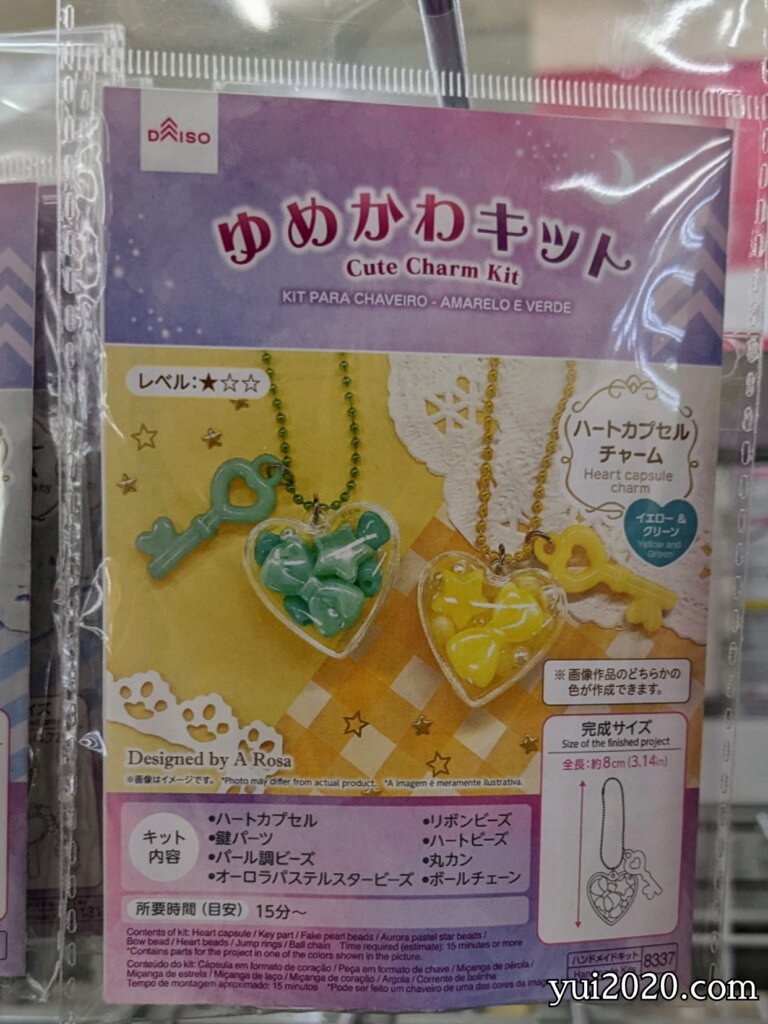 DAISO
ゆめかわキット
Cute Charm Kit
KIT PARA CHAVEIRO - AMARELO E VERDE
レベル:★☆☆
ハートカプセル
チャーム
Heart capsule
charm
イエロー&
グリーン
Yellow and
Green
※画像作品のどちらかの
色が作成できます。
Designed by A Rosa
※画像はイメージです。 *Photo may differ from actual product. *A imagem é meramente ilustrativa.
完成サイズ
Size of the finished project
全長:約8cm(3.14in)
キット
内容
•ハートカプセル
•鍵パーツ
•パール調ビーズ
•オーロラパステルスタービーズ
•リボンビーズ
•ハートビーズ
•丸カン
•ボールチェーン
所要時間(目安) 15分~
Contents of kit: Heart capsule / Key part / Fake pearl beads / Aurora pastel star beads /
Bow bead / Heart beads / Jump rings / Ball chain Time required (estimate): 15 minutes or more
*Contains parts for the project in one of the colors shown in the picture.
Conteúdo do kit: Cápsula em formato de coração / Peça em formato de chave / Miçanga de pérola /
Miçanga de estrela / Miçanga de laço / Miçanga de coração / Argola / Corrente de bolinha
Tempo de montagem aproximado: 15 minutos *Pode ser feito um chaveiro de uma das cores da
ハンドメイドキット
8337
yui2020.com